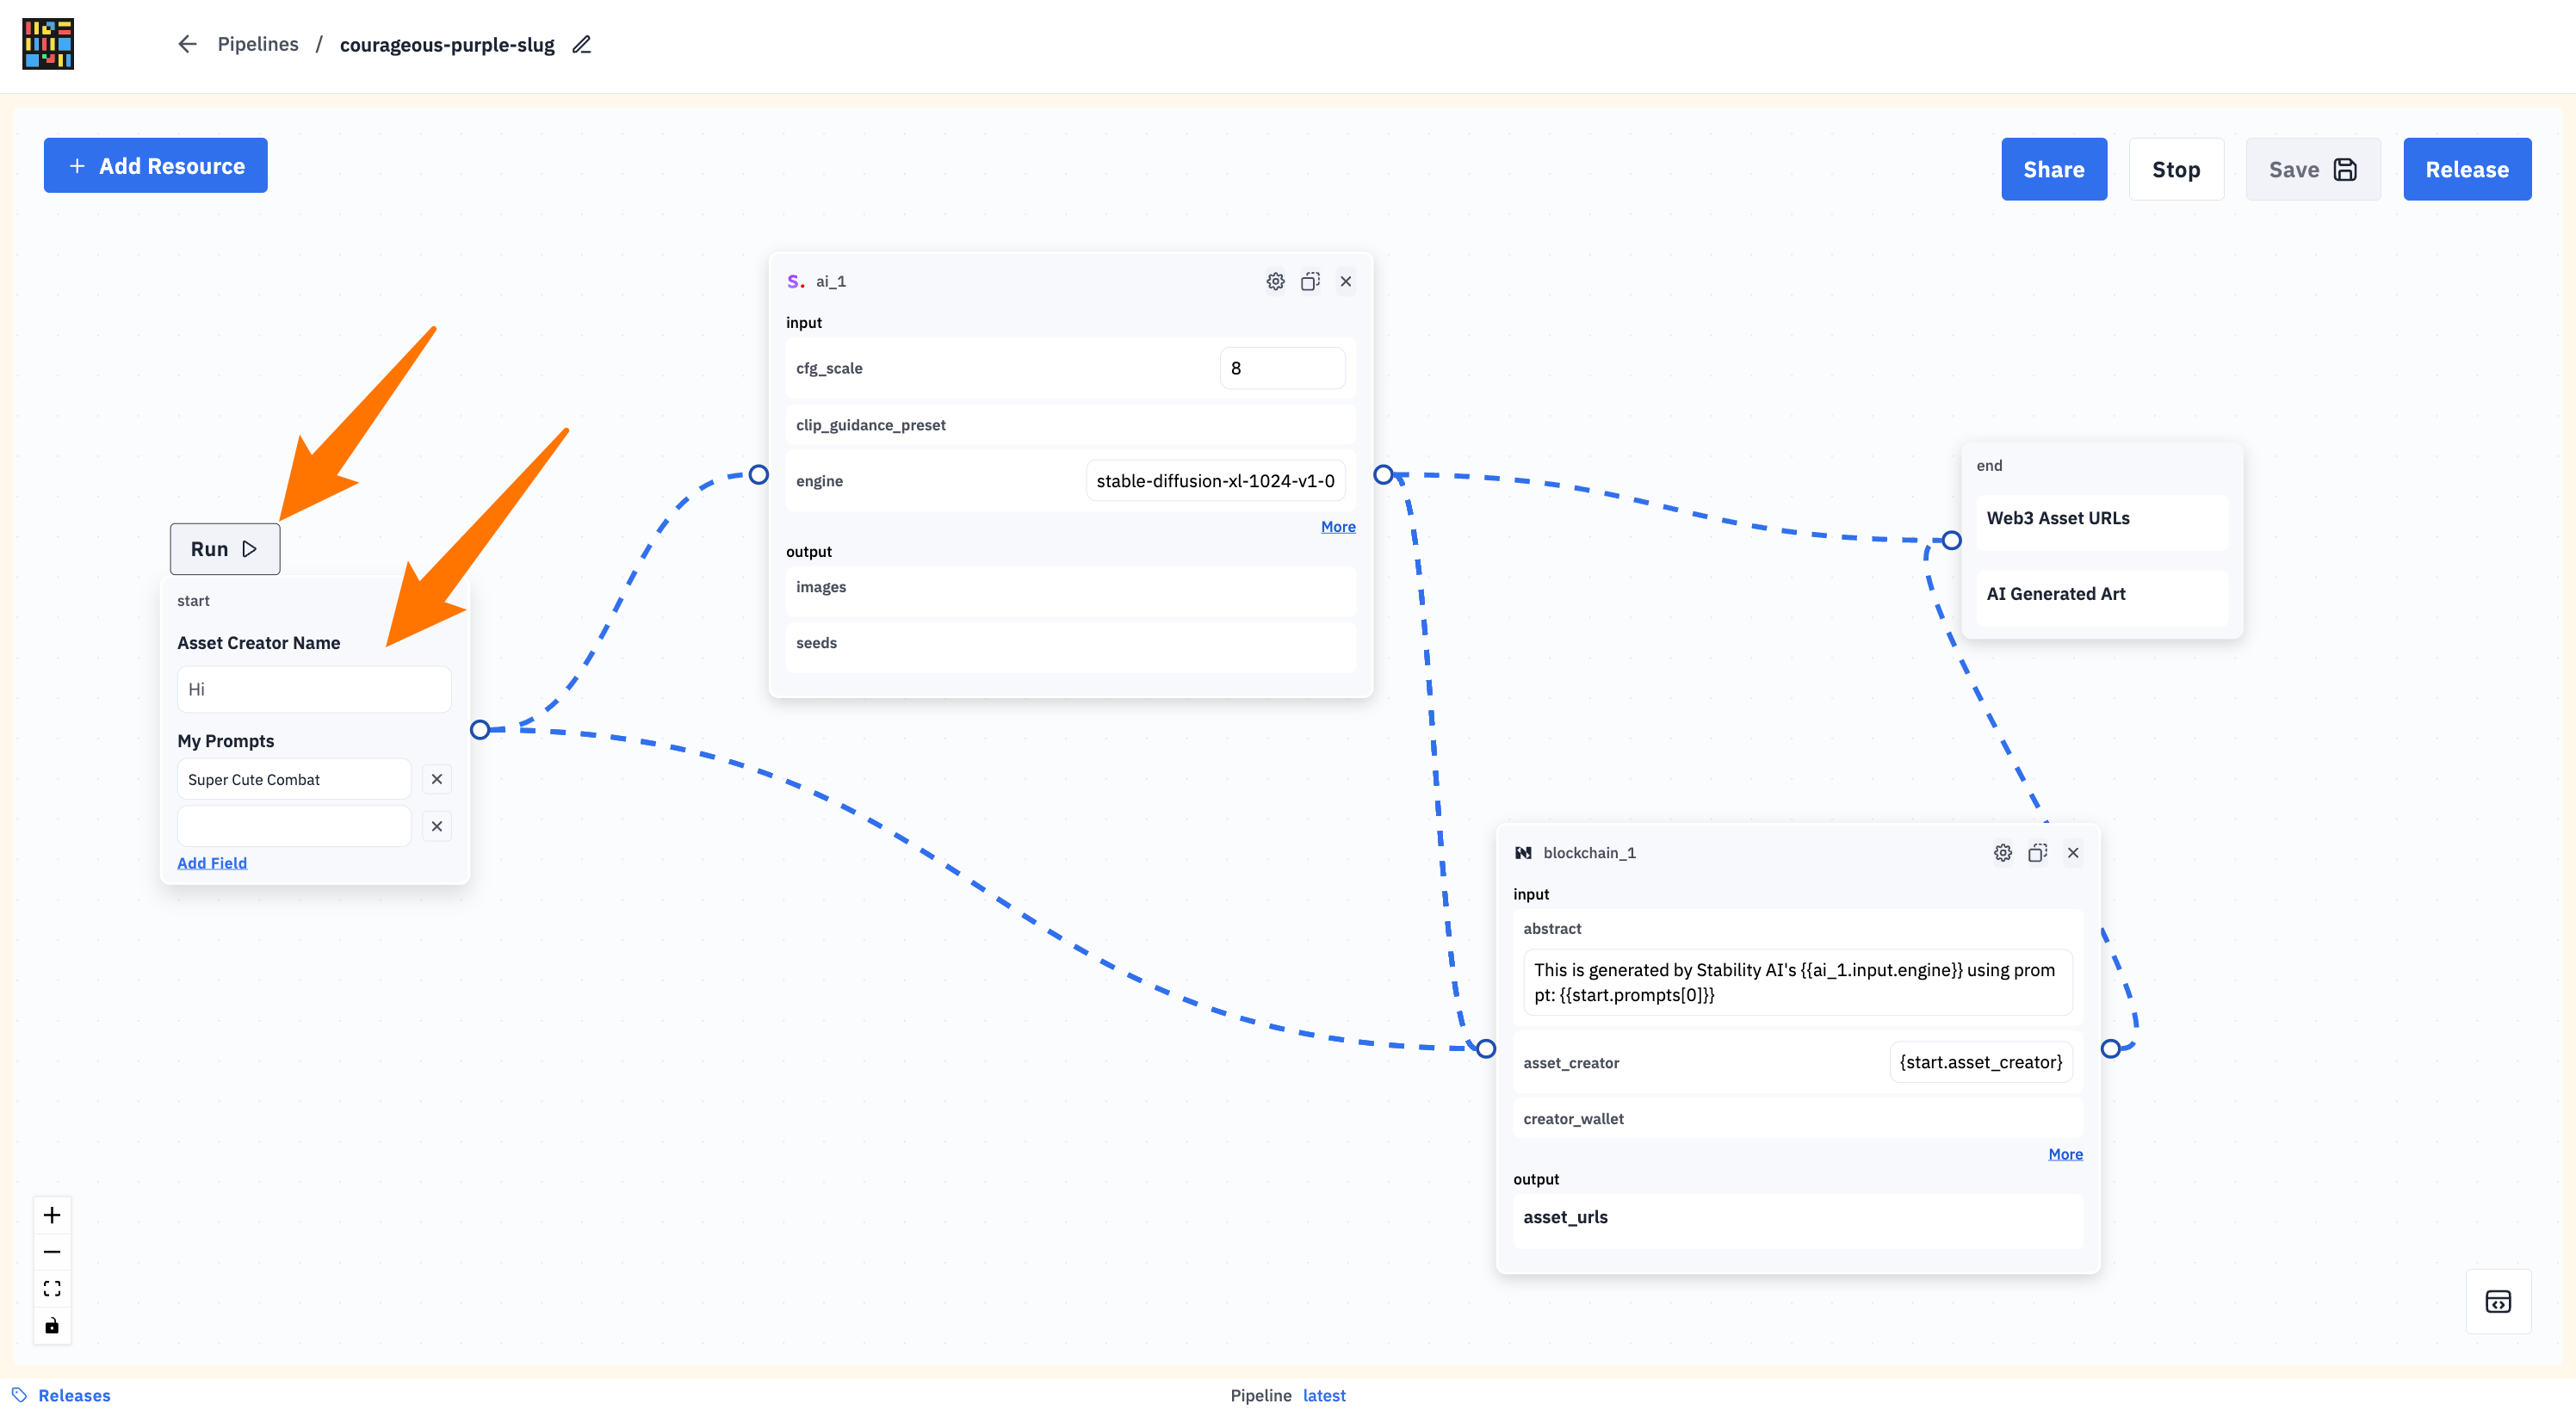 Pipelines / courageous-purple-slug
+ Add Resource
Share
Stop
Save
Release
Run
start
Asset Creator Name
Hi
My Prompts
Super Cute Combat
Add Field
S. ai_1
input
cfg_scale
8
clip_guidance_preset
engine
stable-diffusion-xl-1024-v1-0
More
output
images
seeds
end
Web3 Asset URLs
AI Generated Art
blockchain_1
input
abstract
This is generated by Stability AI's {{ai_1.input.engine}} using prom
pt: {{start.prompts[0]}}
asset_creator
{start.asset_creator}
creator_wallet
More
output
asset_urls
Releases
Pipeline latest